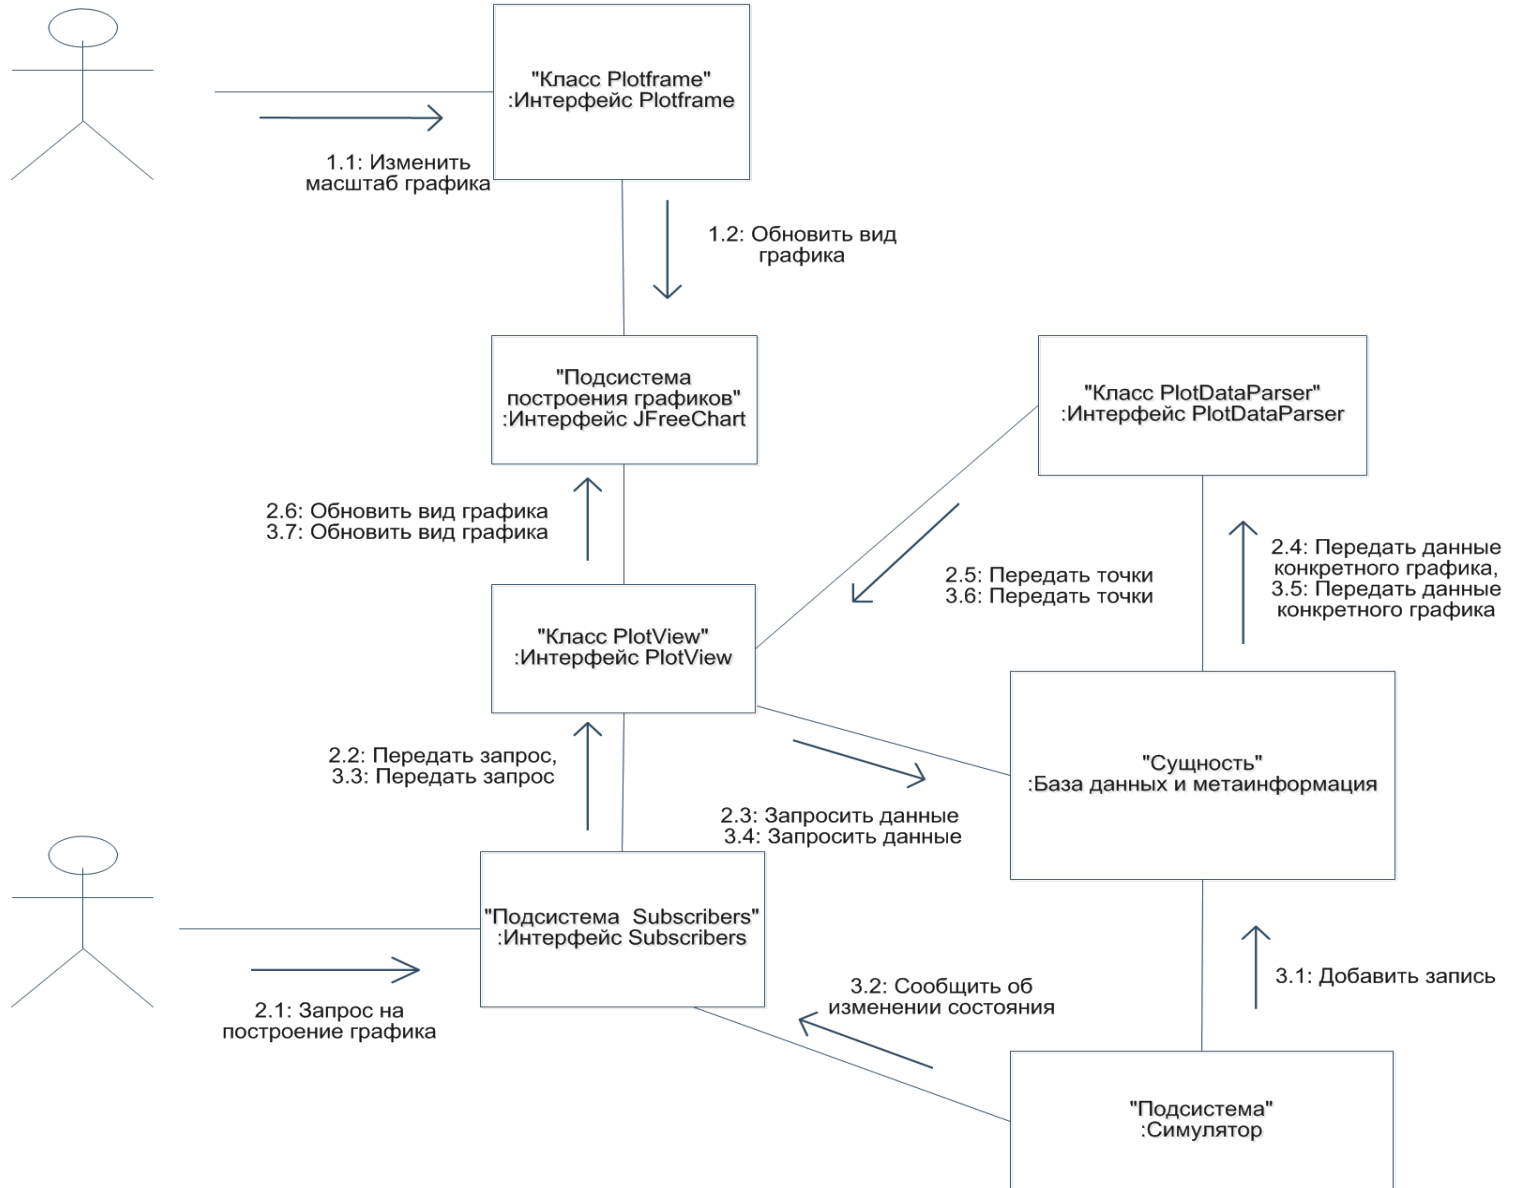 "Класс Plotframe"
:Интерфейс Plotframe
1.1: Изменить
масштаб графика
1.2: Обновить вид
графика
"Подсистема
построения графиков"
:Интерфейс JFreeChart
"Класс PlotDataParser"
:Интерфейс PlotDataParser
2.6: Обновить вид графика
3.7: Обновить вид графика
2.5: Передать точки
3.6: Передать точки
2.4: Передать данные
конкретного графика,
3.5: Передать данные
конкретного графика
"Класс PlotView"
:Интерфейс PlotView
2.2: Передать запрос,
3.3: Передать запрос
2.3: Запросить данные
3.4: Запросить данные
"Сущность"
:База данных и метаинформация
"Подсистема Subscribers"
:Интерфейс Subscribers
2.1: Запрос на
построение графика
3.2: Сообщить об
изменении состояния
3.1: Добавить запись
"Подсистема"
:Симулятор